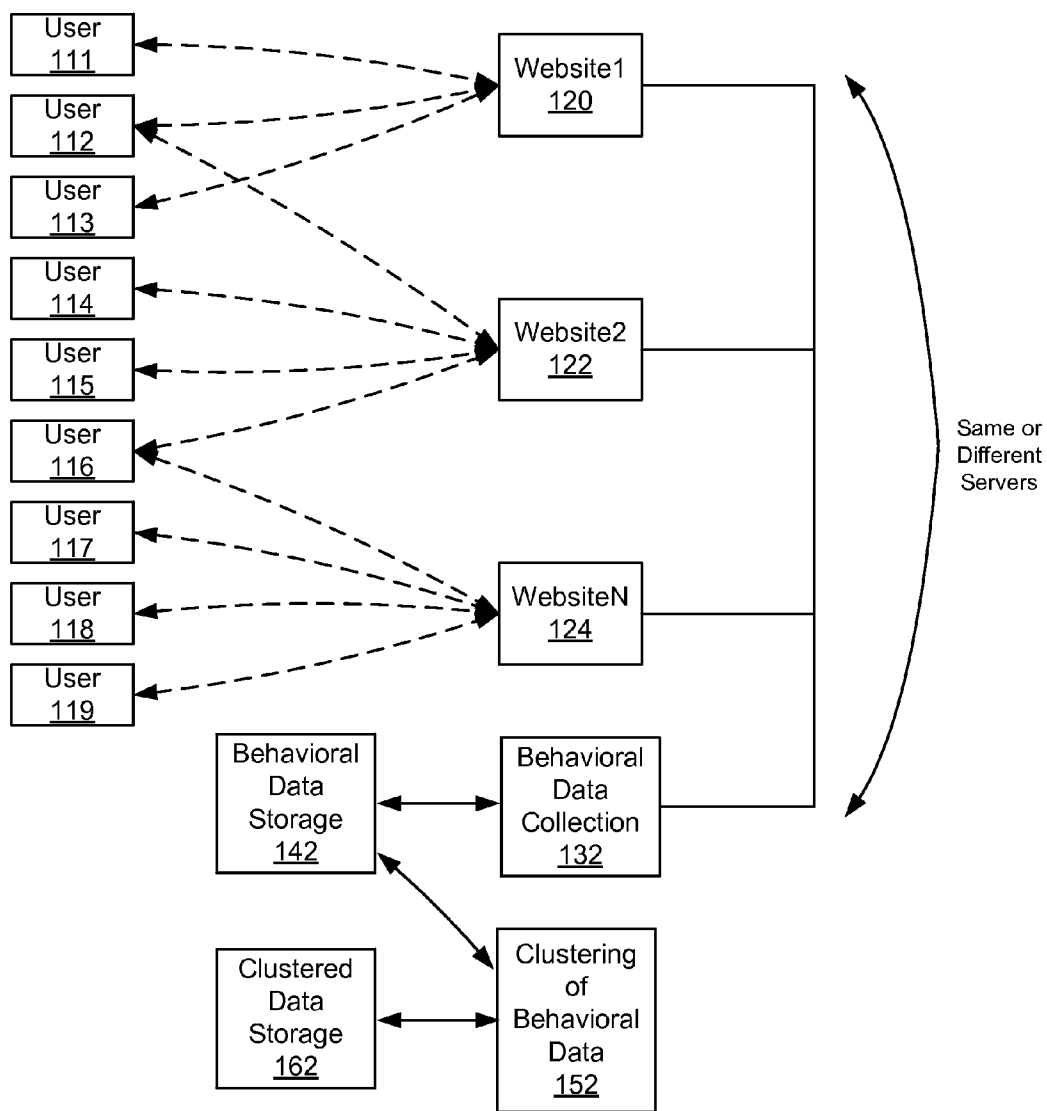 User
111
User
112
User
113
User
114
User
115
User
116
User
117
User
118
User
119
Website1
120
Website2
122
WebsiteN
124
Same or
Different
Servers
Behavioral
Data
Storage
142
Behavioral
Data
Collection
132
Clustered
Data
Storage
162
Clustering
of
Behavioral
Data
152